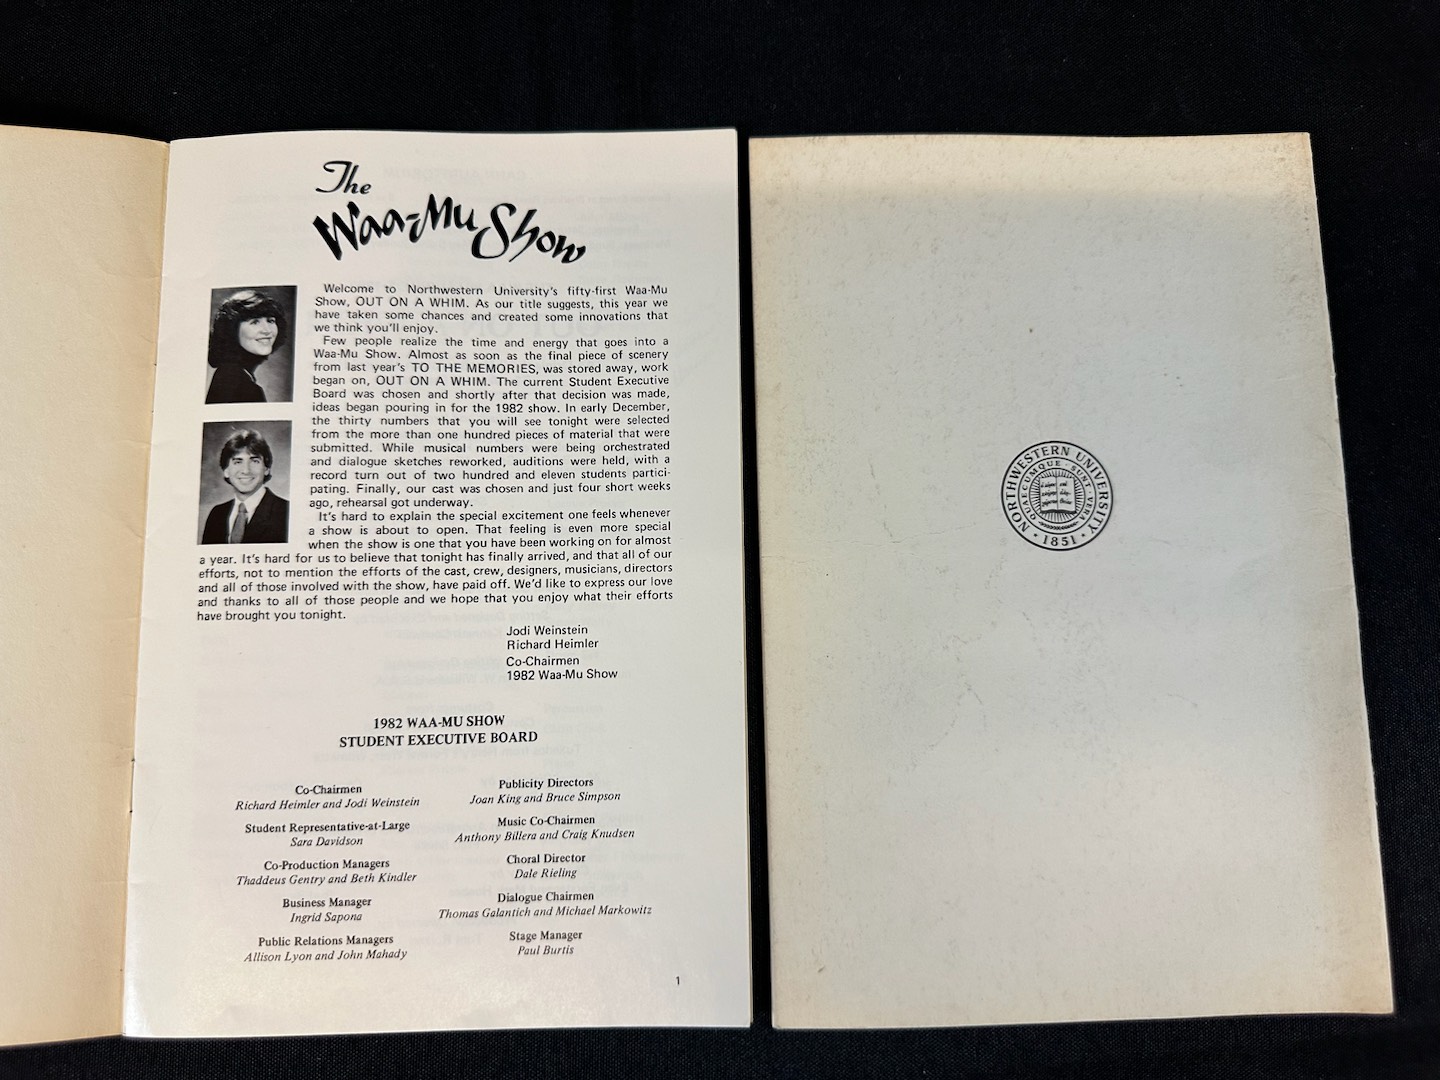 The
Waa-Mu Show
Welcome to Northwestern University's fifty-first Waa-Mu
Show, OUT ON A WHIM. As our title suggests, this year we
have taken some chances and created some innovations that
we think you'll enjoy.
Few people realize the time and energy that goes into a
Waa-Mu Show. Almost as soon as the final piece of scenery
from last year's TO THE MEMORIES, was stored away, work
began on, OUT ON A WHIM. The current Student Executive
Board was chosen and shortly after that decision was made,
ideas began pouring in for the 1982 show. In early December,
the thirty numbers that you will see tonight were selected
from the more than one hundred pieces of material that were
submitted. While musical numbers were being orchestrated
and dialogue sketches reworked, auditions were held, with a
record turn out of two hundred and eleven students partici-
pating. Finally, our cast was chosen and just four short weeks
ago, rehearsal got underway.
It's hard to explain the special excitement one feels whenever
a show is about to open. That feeling is even more special
when the show is one that you have been working on for almost
a year. It's hard for us to believe that tonight has finally arrived, and that all of our
efforts, not to mention the efforts of the cast, crew, designers, musicians, directors
and all of those involved with the show, have paid off. We'd like to express our love
and thanks to all of those people and we hope that you enjoy what their efforts
have brought you tonight.
Jodi Weinstein
Richard Heimler
Co-Chairmen
1982 Waa-Mu Show
1982 WAA-MU SHOW
STUDENT EXECUTIVE BOARD
Co-Chairmen
Richard Heimler and Jodi Weinstein
Student Representative-at-Large
Sara Davidson
Co-Production Managers
Thaddeus Gentry and Beth Kindler
Business Manager
Ingrid Sapona
Public Relations Managers
Allison Lyon and John Mahady
Publicity Directors
Joan King and Bruce Simpson
Music Co-Chairmen
Anthony Billera and Craig Knudsen
Choral Director
Dale Rieling
Dialogue Chairmen
Thomas Galantich and Michael Markowitz
Stage Manager
Paul Burtis
1
NORTHWESTERN UNIVERSITY
QUAECUMQUE SUNT VERA
1851